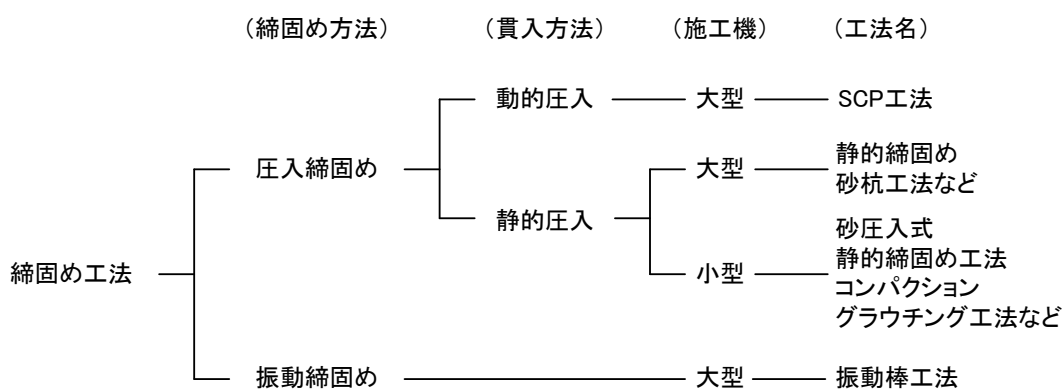 （締固め方法）
（貫入方法）
（施工機）
（工法名）
動的圧入
大型
SCP工法
圧入締固め
大型
静的締固め
砂杭工法など
静的圧入
締固め工法
小型
砂圧入式
静的締固め工法
コンパクション
グラウチング工法など
振動締固め
大型
振動棒工法